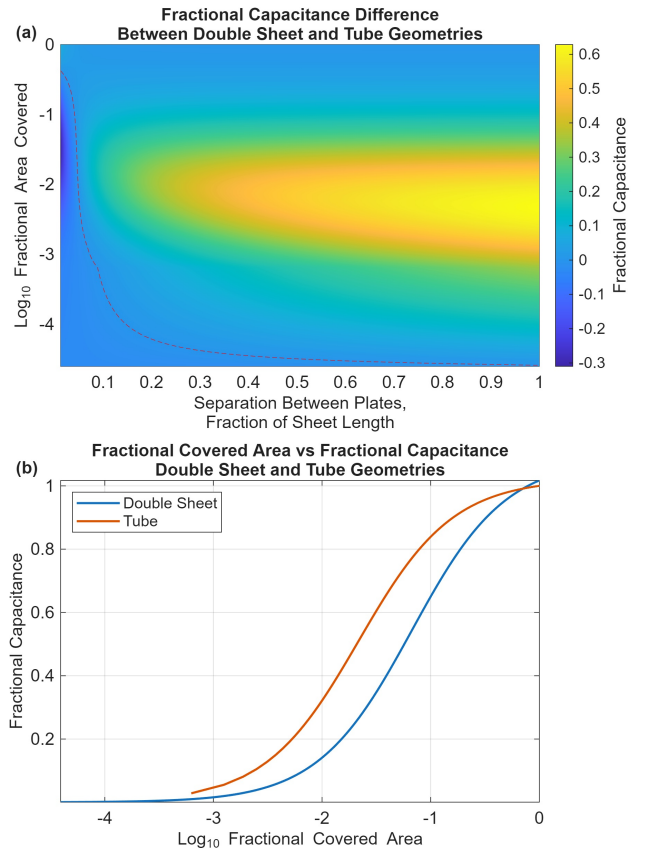 Fractional Capacitance Difference
(a) Between Double Sheet and Tube Geometries
0
-1
-2
-3
-4
Log₁₀ Fractional Area Covered
0.1 0.2 0.3 0.4 0.5 0.6 0.7 0.8 0.9 1
Separation Between Plates,
Fraction of Sheet Length
0.6
0.5
0.4
0.3
0.2
0.1
0
-0.1
-0.2
-0.3
Fractional Capacitance
Fractional Covered Area vs Fractional Capacitance
(b) Double Sheet and Tube Geometries
1
0.8
0.6
0.4
0.2
Fractional Capacitance
Double Sheet
Tube
-4 -3 -2 -1 0
Log₁₀ Fractional Covered Area